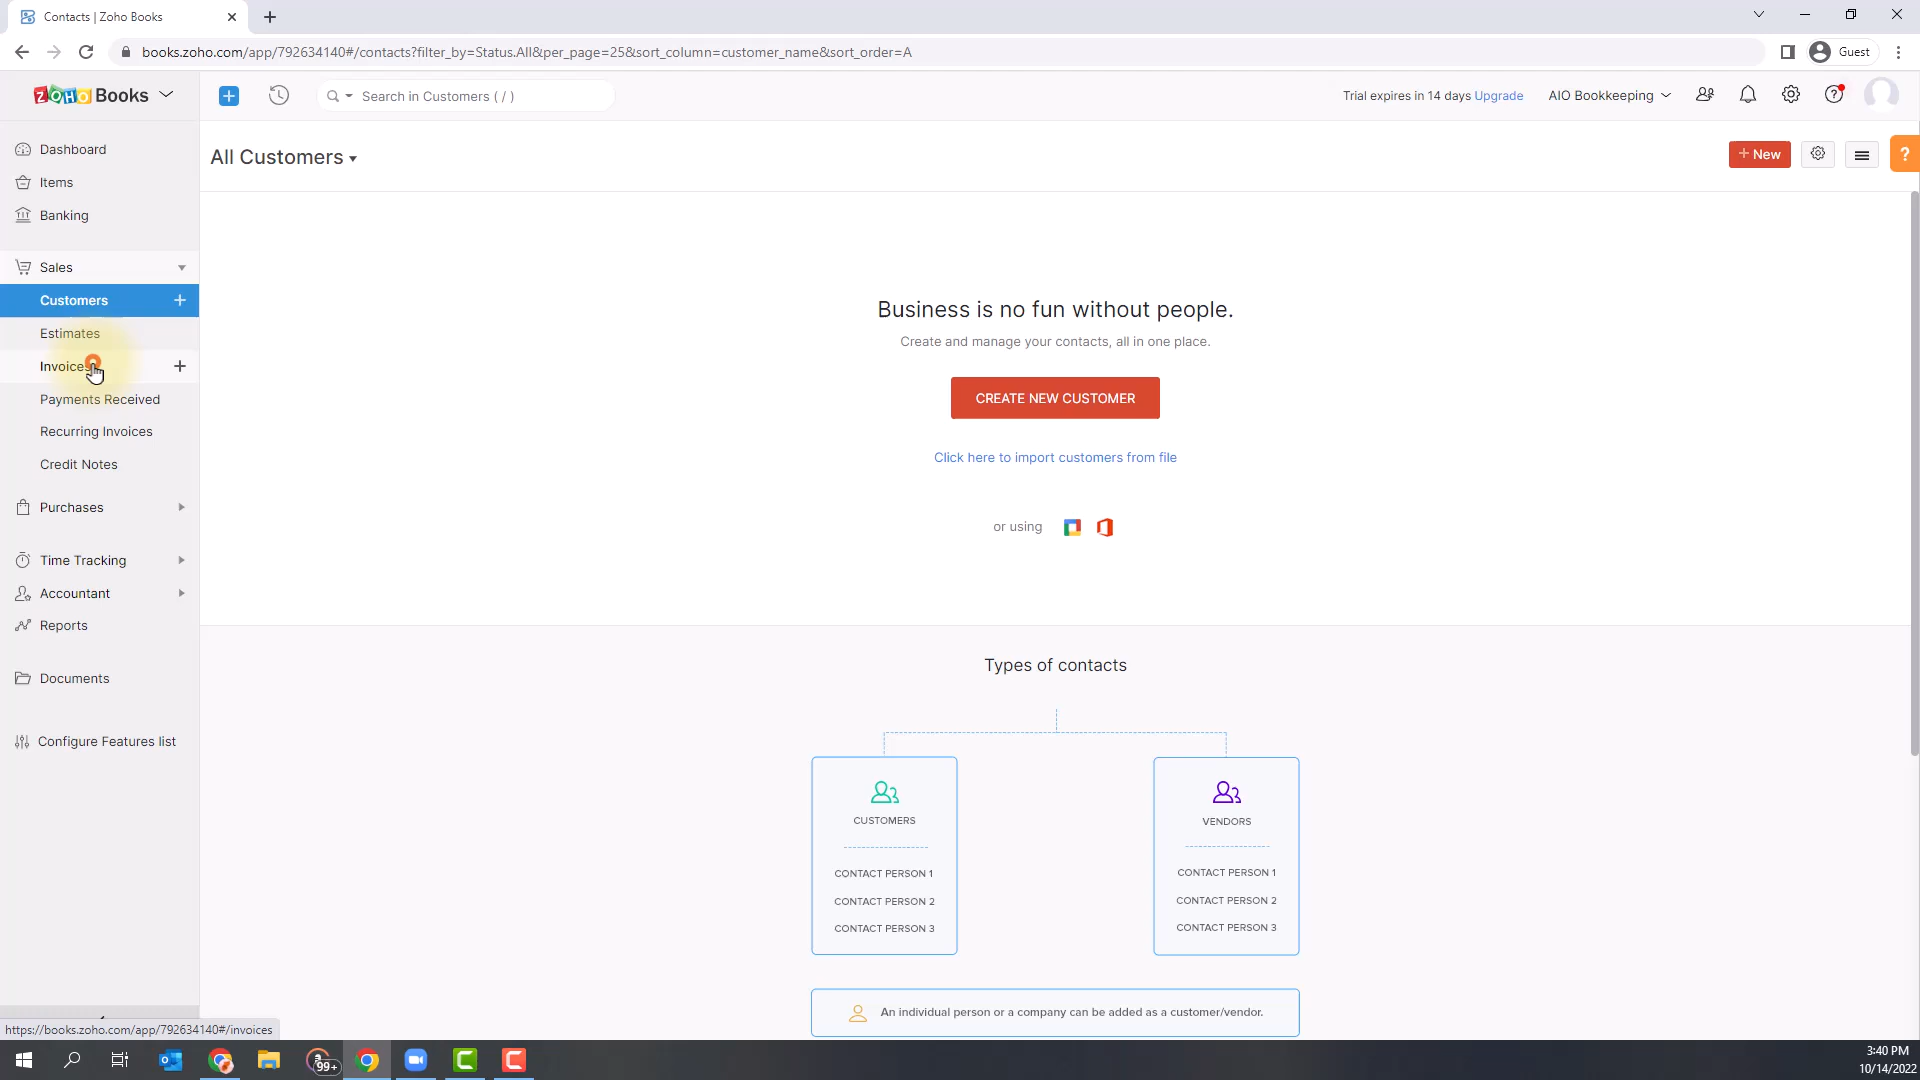 Contacts | Zoho Books
books.zoho.com/app/792634140#/contacts?filter_by=Status.All&per_page=25&sort_column=customer_name&sort_order=A
Guest
ZOHO Books
Search in Customers ( / )
Trial expires in 14 days Upgrade
AIO Bookkeeping
Dashboard
Items
Banking
Sales
Customers
Estimates
Invoices
Payments Received
Recurring Invoices
Credit Notes
Purchases
Time Tracking
Accountant
Reports
Documents
Configure Features list
All Customers
+ New
?
Business is no fun without people.
Create and manage your contacts, all in one place.
CREATE NEW CUSTOMER
Click here to import customers from file
or using
Types of contacts
CUSTOMERS
CONTACT PERSON 1
CONTACT PERSON 2
CONTACT PERSON 3
VENDORS
CONTACT PERSON 1
CONTACT PERSON 2
CONTACT PERSON 3
An individual person or a company can be added as a customer/vendor.
https://books.zoho.com/app/792634140#/invoices
99+
3:40 PM
10/14/2022